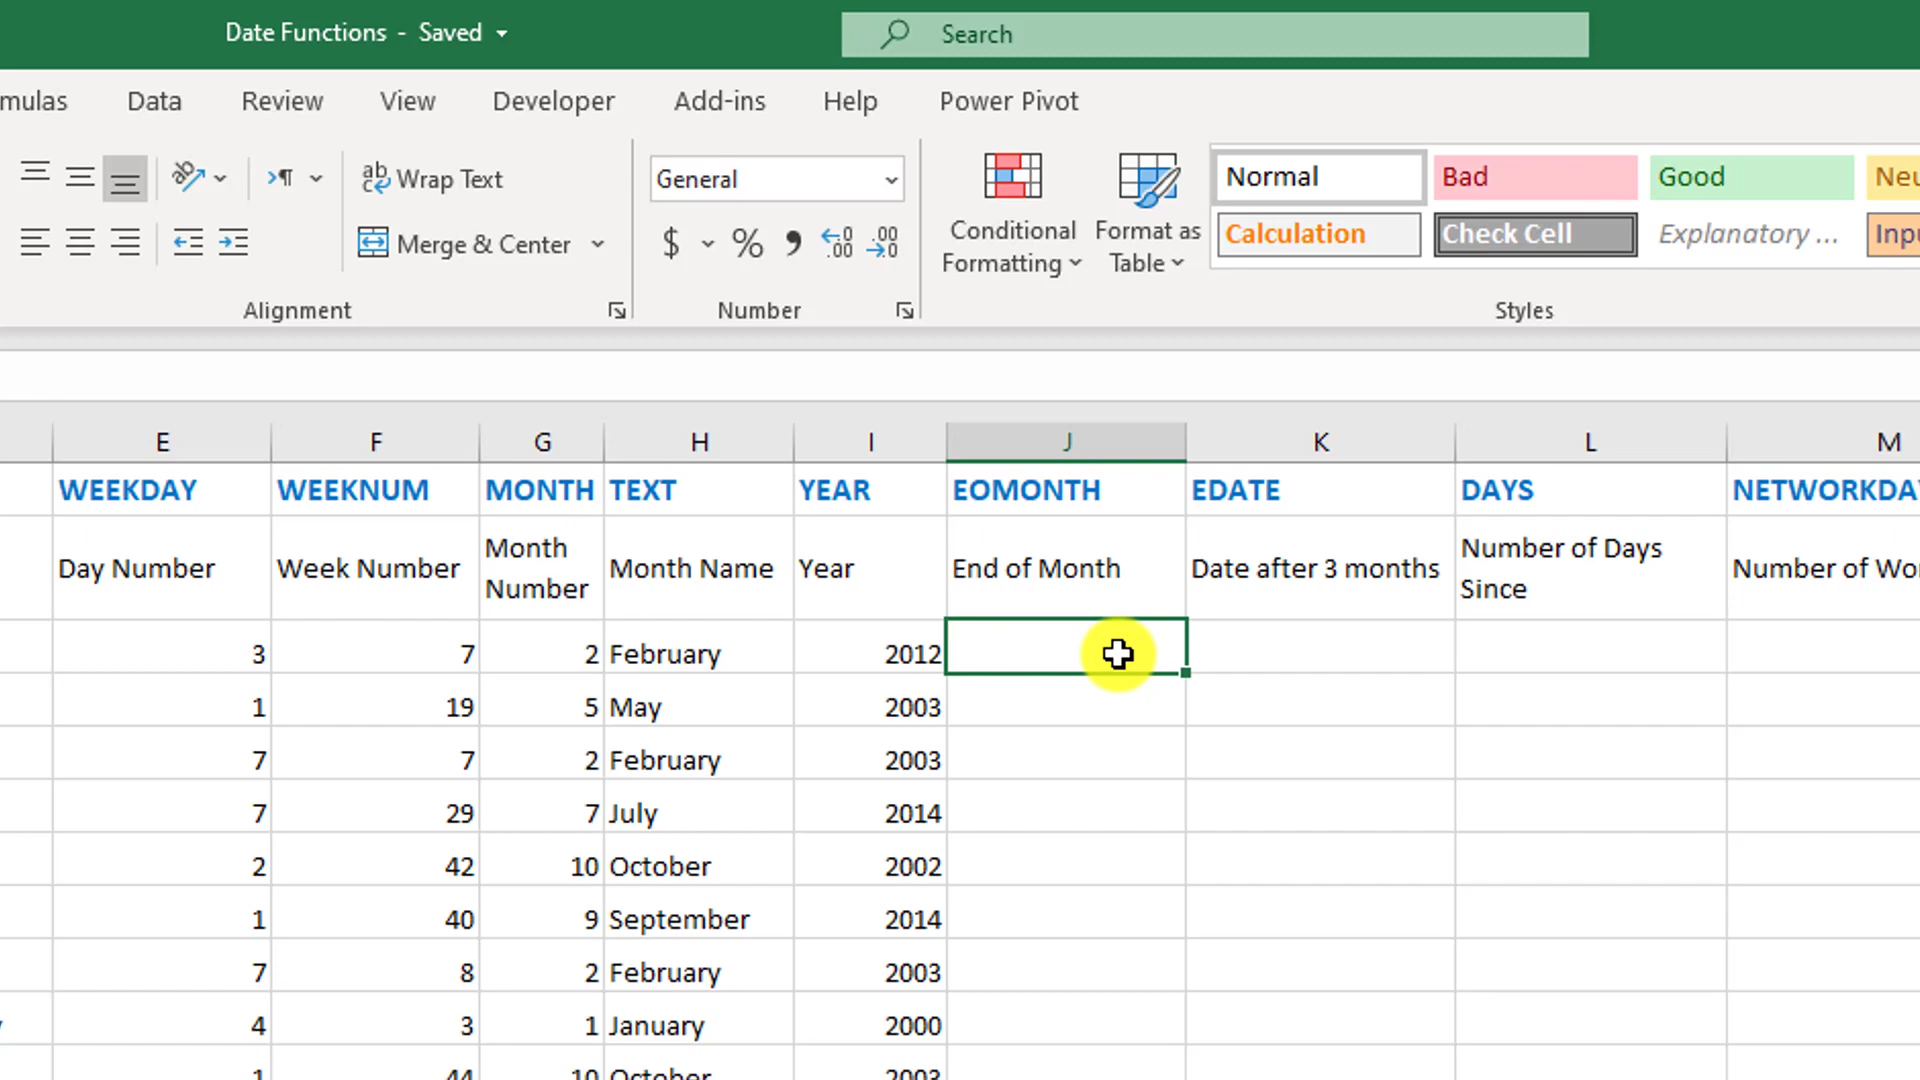 Date Functions - Saved
Search
mulas Data Review View Developer Add-ins Help Power Pivot
Wrap Text
General
Conditional Formatting
Format as Table
Normal Bad Good Neu
Merge & Center
$ % , .00 .00
Calculation Check Cell Explanatory ... Inpu
Alignment Number Styles
E F G H I J K L M
WEEKDAY WEEKNUM MONTH TEXT YEAR EOMONTH EDATE DAYS NETWORKDAY
Day Number Week Number Month Number Month Name Year End of Month Date after 3 months Number of Days Since Number of Wor
3 7 2 February 2012
1 19 5 May 2003
7 7 2 February 2003
7 29 7 July 2014
2 42 10 October 2002
1 40 9 September 2014
7 8 2 February 2003
4 3 1 January 2000
1 44 10 October 2003